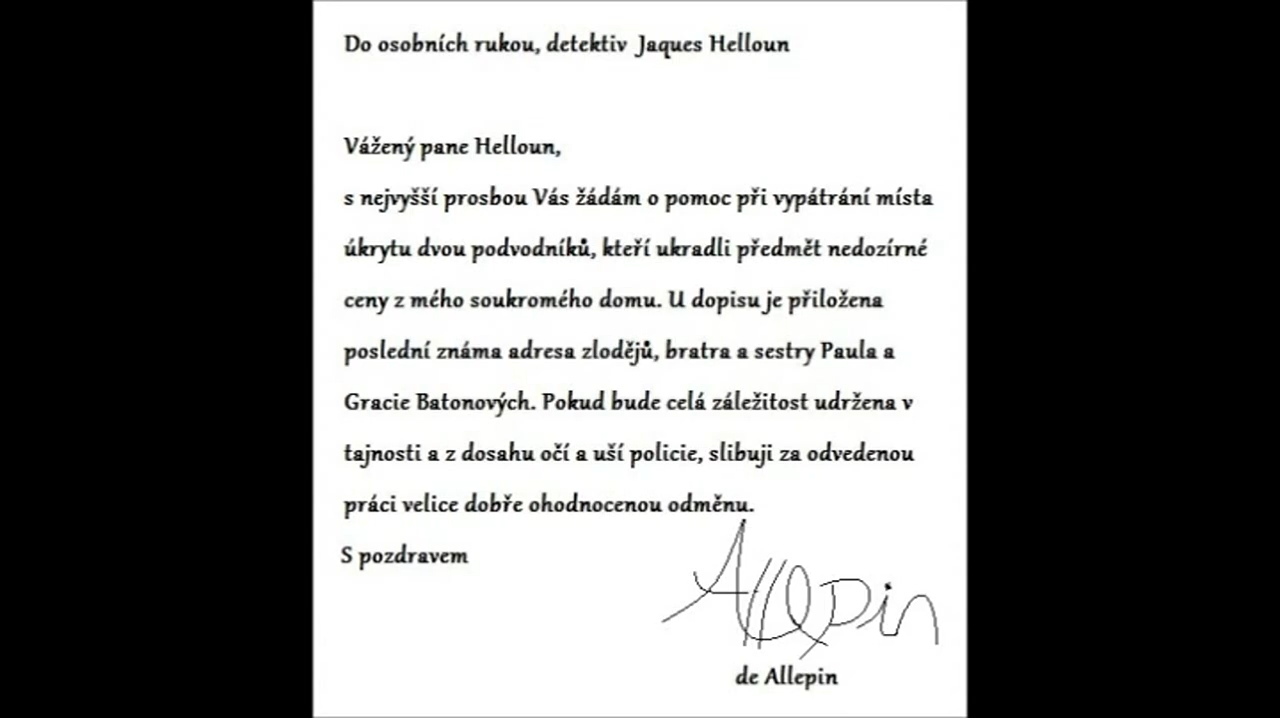 Do osobních rukou, detektiv Jaques Helloun
Vážený pane Helloun,
s nejvyšší prosbou Vás žádám o pomoc při vypátrání místa
úkrytu dvou podvodníků, kteří ukradli předmět nedozírné
ceny z mého soukromého domu. U dopisu je přiložena
poslední známa adresa zlodějů, bratra a sestry Paula a
Gracie Batonových. Pokud bude celá záležitost udržena v
tajnosti a z dosahu očí a uší policie, slibuji za odvedenou
práci velice dobře ohodnocenou odměnu.
S pozdravem
Allepin
de Allepin